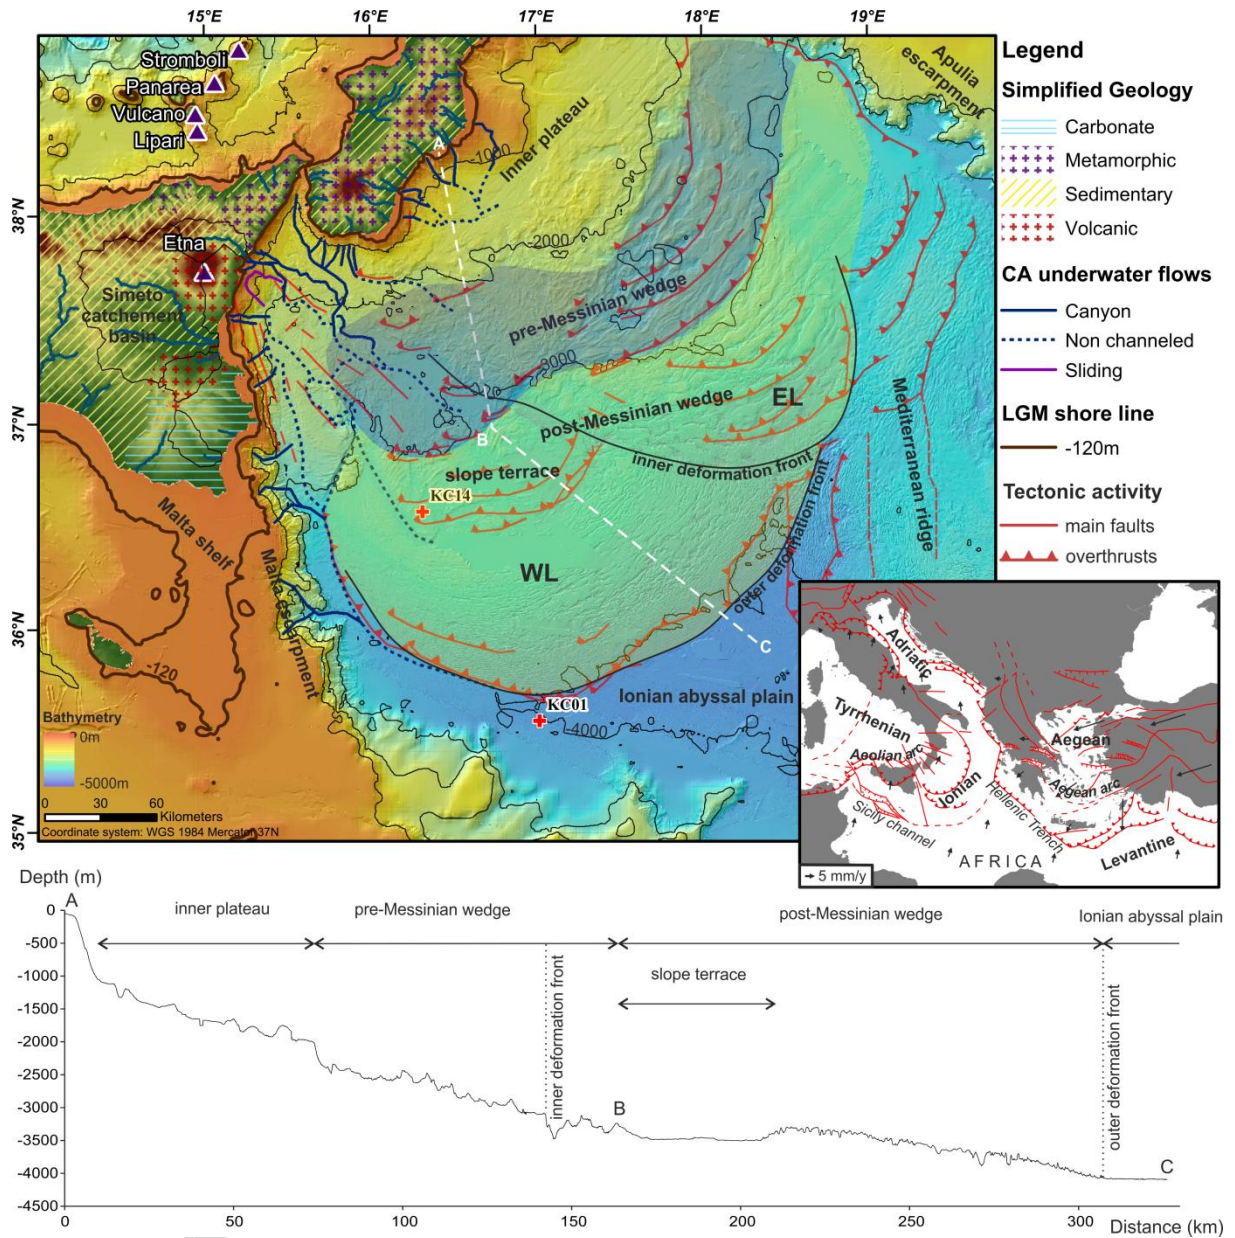 15°E
16°E
17°E
18°E
19°E
38°N
37°N
36°N
35°N
Stromboli
Panarea
Vulcano
Lipari
Etna
Simeto
catchement
basin
A
-1000
Inner plateau
-2000
Apulia
escarpment
pre-Messinian wedge
-3000
B
post-Messinian wedge
EL
slope terrace
inner deformation front
KC14
WL
outer deformation front
Mediterranean ridge
C
Malta shelf
Malta escarpment
-120
Ionian abyssal plain
KC01
-4000
Bathymetry
0m
-5000m
0 30 60
Kilometers
Coordinate system: WGS 1984 Mercator 37N
Legend
Simplified Geology
Carbonate
Metamorphic
Sedimentary
Volcanic
CA underwater flows
Canyon
Non channeled
Sliding
LGM shore line
-120m
Tectonic activity
main faults
overthrusts
Adriatic
Tyrrhenian
Aeolian arc
Ionian
Aegean
Aegean arc
Sicily channel
Hellenic Trench
AFRICA
Levantine
5 mm/y
Depth (m)
A
inner plateau
pre-Messinian wedge
post-Messinian wedge
Ionian abyssal plain
slope terrace
inner deformation front
outer deformation front
B
C
0
-500
-1000
-1500
-2000
-2500
-3000
-3500
-4000
-4500
0 50 100 150 200 250 300
Distance (km)